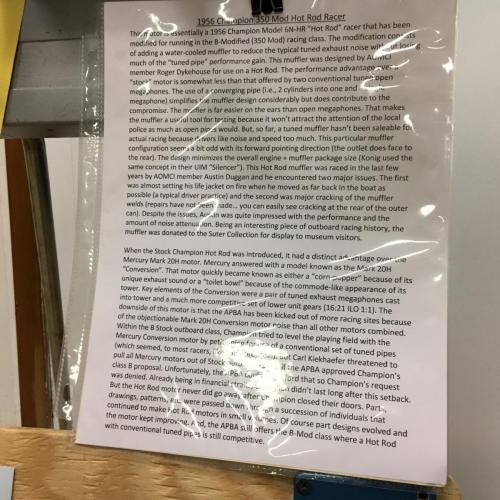 1956 Champion 350 Mod Hot Rod Racer
This motor is essentially a 1956 Champion Model 6N-HR "Hot Rod" racer that has been
modified for running in the B-Modified (350 Mod) racing class. The modification consists
of adding a water-cooled muffler to reduce the typical tuned exhaust noise without losing
much of the "tuned pipe" performance gain. This muffler was designed by AOMCI
member Roger Dykehouse for use on a Hot Rod. The performance advantage over a
"stock" motor is somewhat less than that offered by two conventional tuned open
megaphones. The use of a converging pipe (i.e., 2 cylinders into one and
megaphone) simplifies the muffler design considerably but does contribute to the
compromise. The muffler is far easier on the ears than open megaphones. That makes
the muffler a useful tool for testing because it won't attract the attention of the local
police as much as open pipes would. But, so far, a tuned muffler hasn't been saleable for
actual racing because drivers like noise and speed too much. This particular muffler
configuration seems a bit odd with its forward pointing direction (the outlet does face to
the rear). The design minimizes the overall engine + muffler package size (Konig used the
same concept in their UIM "Silencer"). This Hot Rod muffler was raced in the last few
years by AOMCI member Austin Duggan and he encountered two major issues. The first
was almost setting his life jacket on fire when he moved as far back in the boat as
possible (a typical driver practice) and the second was major cracking of the muffler
welds (repairs have not been made... you can easily see cracking at the rear of the outer
can). Despite the issues, Austin was quite impressed with the performance and the
amount of noise attenuation. Being an interesting piece of outboard racing history, the
muffler was donated to the Suter Collection for display to museum visitors.
When the Stock Champion Hot Rod was introduced, it had a distinct advantage over the
Mercury Mark 20H motor. Mercury answered with a model known as the Mark 20H
"Conversion". That motor quickly became known as either a "corn popper" because of its
unique exhaust sound or a "toilet bowl" because of the commode-like appearance of its
tower. Key elements of the Conversion were a pair of tuned exhaust megaphones cast
into tower and a much more competitive set of lower unit gears (16:21 ILO 1:1). The
downside of this motor is that the APBA has been kicked out of more racing sites because
of the objectionable Mark 20H Conversion motor noise than all other motors combined.
Within the B Stock outboard class, Champion tried to level the playing field with the
Mercury Conversion motor by petitioning for use of a conventional set of tuned pipes
(which seemed, to most racers, but Carl Kiekhaefer threatened to
pull all Mercury motors out of Stock if the APBA approved Champion's
class B proposal. Unfortunately, the APBA ford that so Champion's request
was denied. Already being in financial didn't last long after this setback.
But the Hot Rod motor never did go away after Champion closed their doors. Part
drawings, patterns, were passed down through a succession of individuals that
continued to make Hot Rod motors in small volumes. Of course part designs evolved and
the motor kept improving. And, the APBA still offers the B-Mod class where a Hot Rod
with conventional tuned pipes is still competitive.